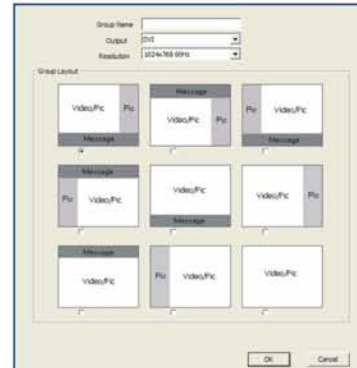 Group Name
Output DVI
Resolution 1024x768 60Hz
Group Layout
Video/Pic Pic
Message
Message
Video/Pic Pic
Pic Video/Pic
Message
Message
Pic Video/Pic
Video/Pic
Message
Video/Pic Pic
Message
Video/Pic
Pic Video/Pic
Video/Pic
OK Cancel